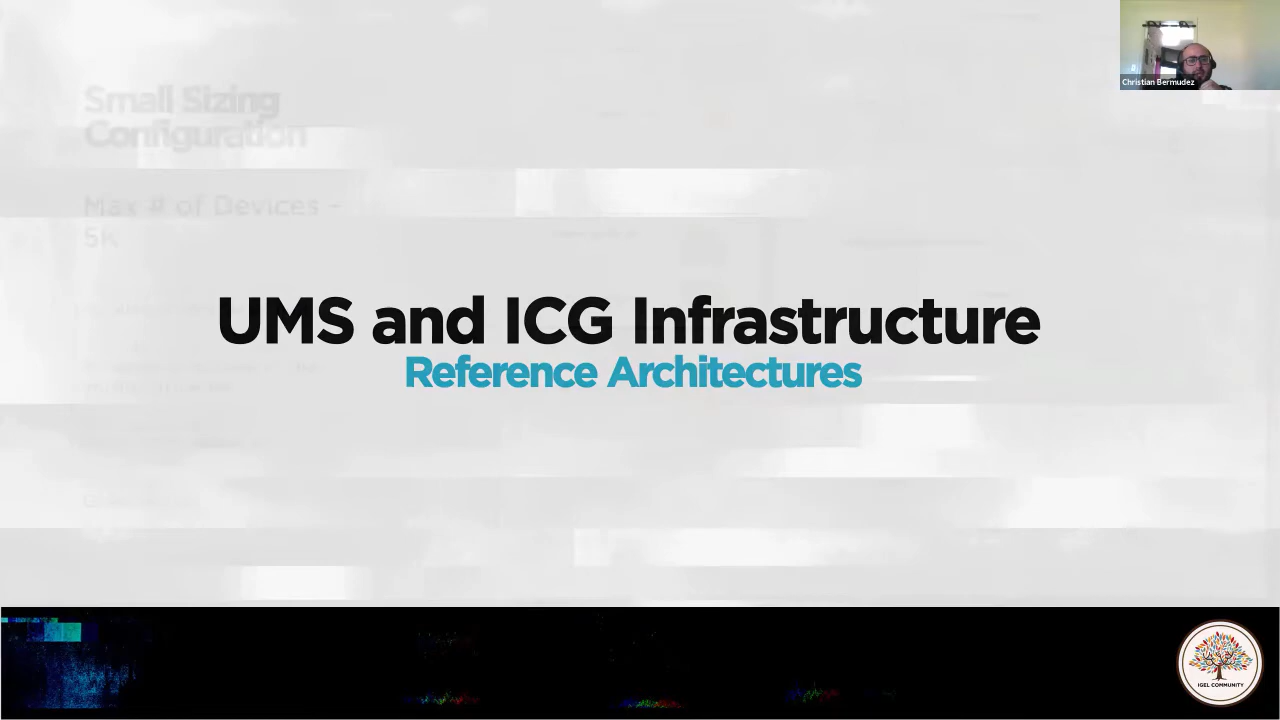 Christian Bermudez
Small Sizing
Configuration
Max # of Devices -
5K
UMS and ICG Infrastructure
Reference Architectures
IGEL COMMUNITY